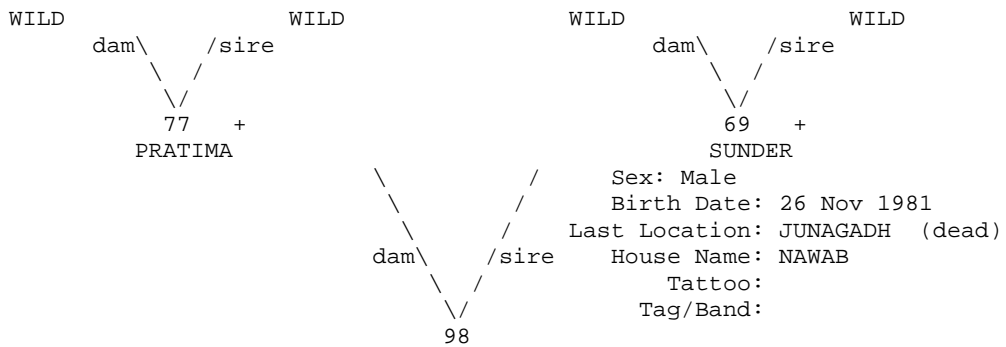 WILD WILD WILD WILD
dam\ /sire dam\ /sire
\ / \ /
\/ \/
77 + 69 +
PRATIMA SUNDER
\ / Sex: Male
\ / Birth Date: 26 Nov 1981
\ / Last Location: JUNAGADH (dead)
dam\ /sire House Name: NAWAB
\ / Tattoo:
\/ Tag/Band:
98